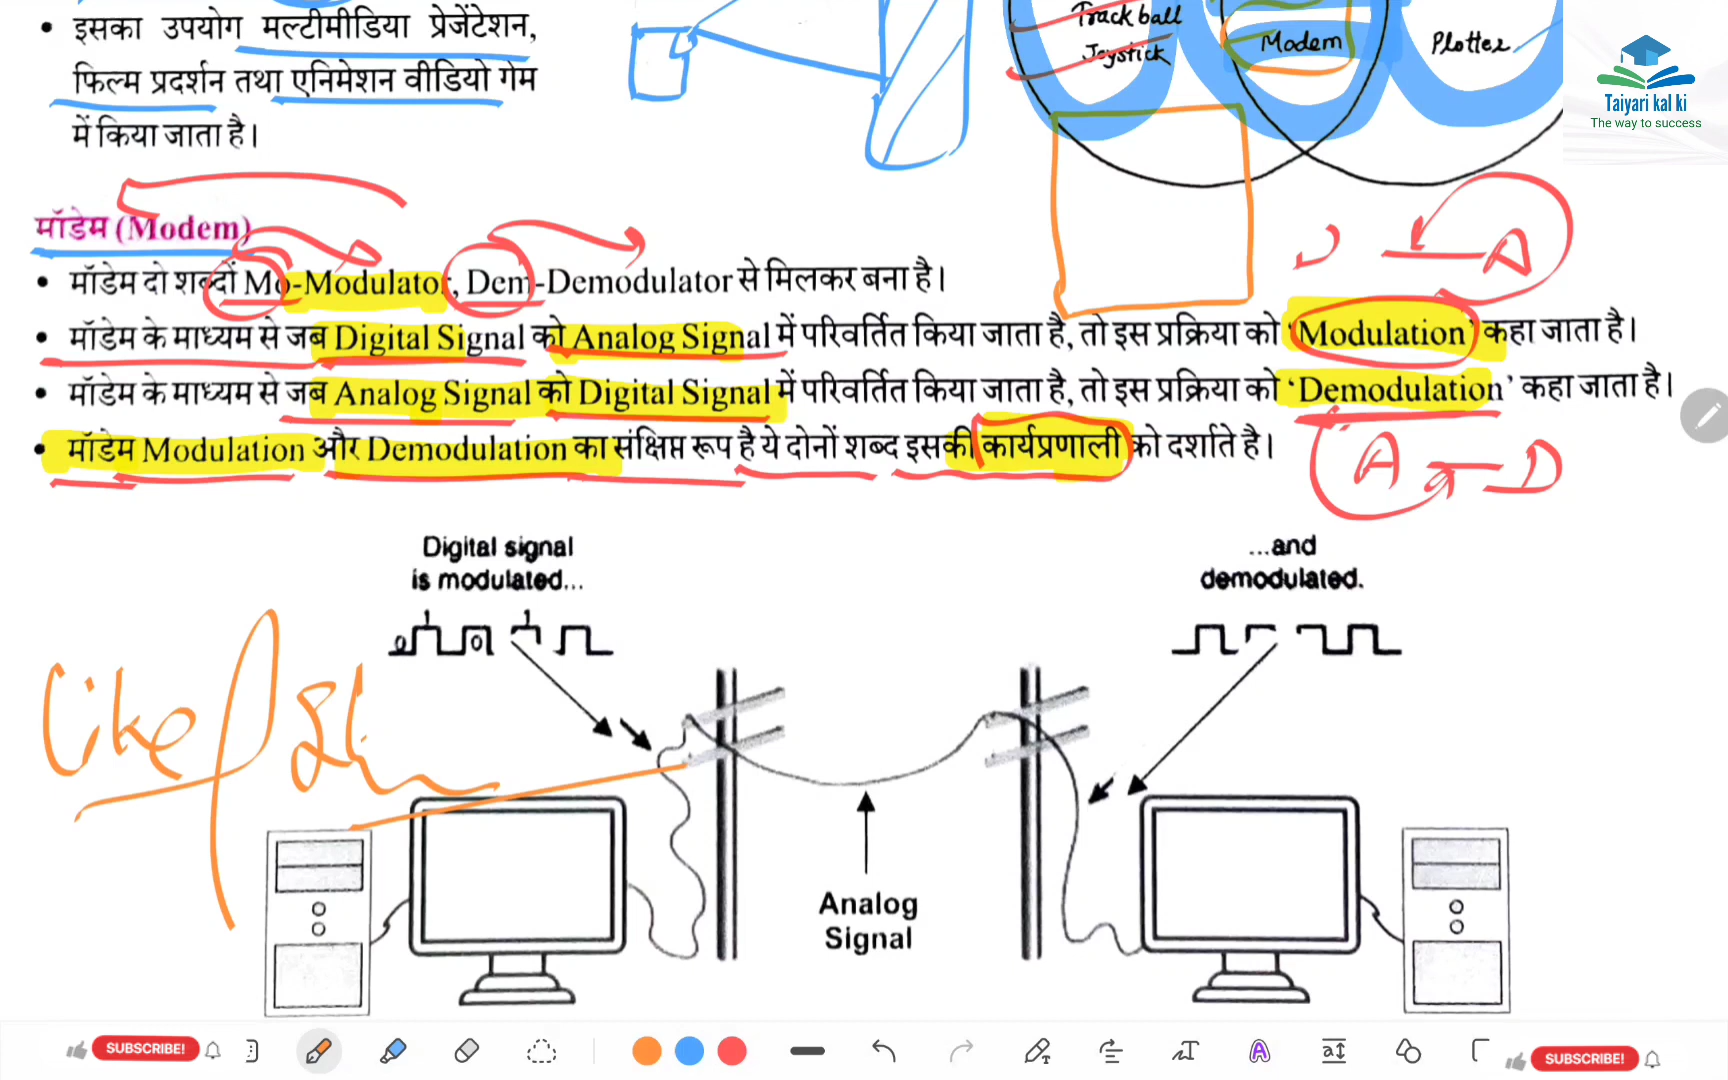 इसका उपयोग मल्टीमीडिया प्रेजेंटेशन,
फिल्म प्रदर्शन तथा एनिमेशन वीडियो गेम
में किया जाता है।
Track ball
Joystick
Modem
Plotter
Taiyari kal ki
The way to success
मॉडेम (Modem)
मॉडेम दो शब्दों Mo-Modulator, Dem-Demodulator से मिलकर बना है।
A
मॉडेम के माध्यम से जब Digital Signal को Analog Signal में परिवर्तित किया जाता है, तो इस प्रक्रिया को 'Modulation' कहा जाता है।
मॉडेम के माध्यम से जब Analog Signal को Digital Signal में परिवर्तित किया जाता है, तो इस प्रक्रिया को 'Demodulation' कहा जाता है।
मॉडेम Modulation और Demodulation का संक्षिप्त रूप है ये दोनों शब्द इसकी कार्यप्रणाली को दर्शाते है।
A D
Digital signal
is modulated...
...and
demodulated.
Like
Analog
Signal
SUBSCRIBE!
SUBSCRIBE!